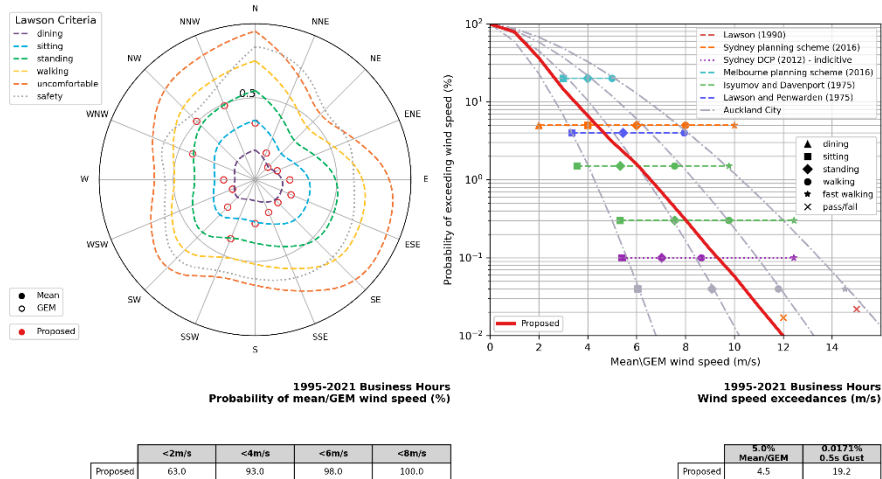 Lawson Criteria
dining
sitting
standing
walking
uncomfortable
safety
N
NNE
NE
ENE
E
ESE
SE
SSE
S
SSW
SW
WSW
W
WNW
NW
NNW
0.5
Mean
GEM
Proposed
1995-2021 Business Hours
Probability of mean/GEM wind speed (%)
<2m/s <4m/s <6m/s <8m/s
Proposed 63.0 93.0 98.0 100.0
Probability of exceeding wind speed (%)
10²
10¹
10⁰
10⁻¹
10⁻²
0 2 4 6 8 10 12 14
Mean\GEM wind speed (m/s)
Lawson (1990)
Sydney planning scheme (2016)
Sydney DCP (2012) - Indicitive
Melbourne planning scheme (2016)
Isyumov and Davenport (1975)
Lawson and Penwarden (1975)
Auckland City
dining
sitting
standing
walking
fast walking
pass/fail
Proposed
1995-2021 Business Hours
Wind speed exceedances (m/s)
5.0% 0.0171%
Mean/GEM 0.5s Gust
Proposed 4.5 19.2